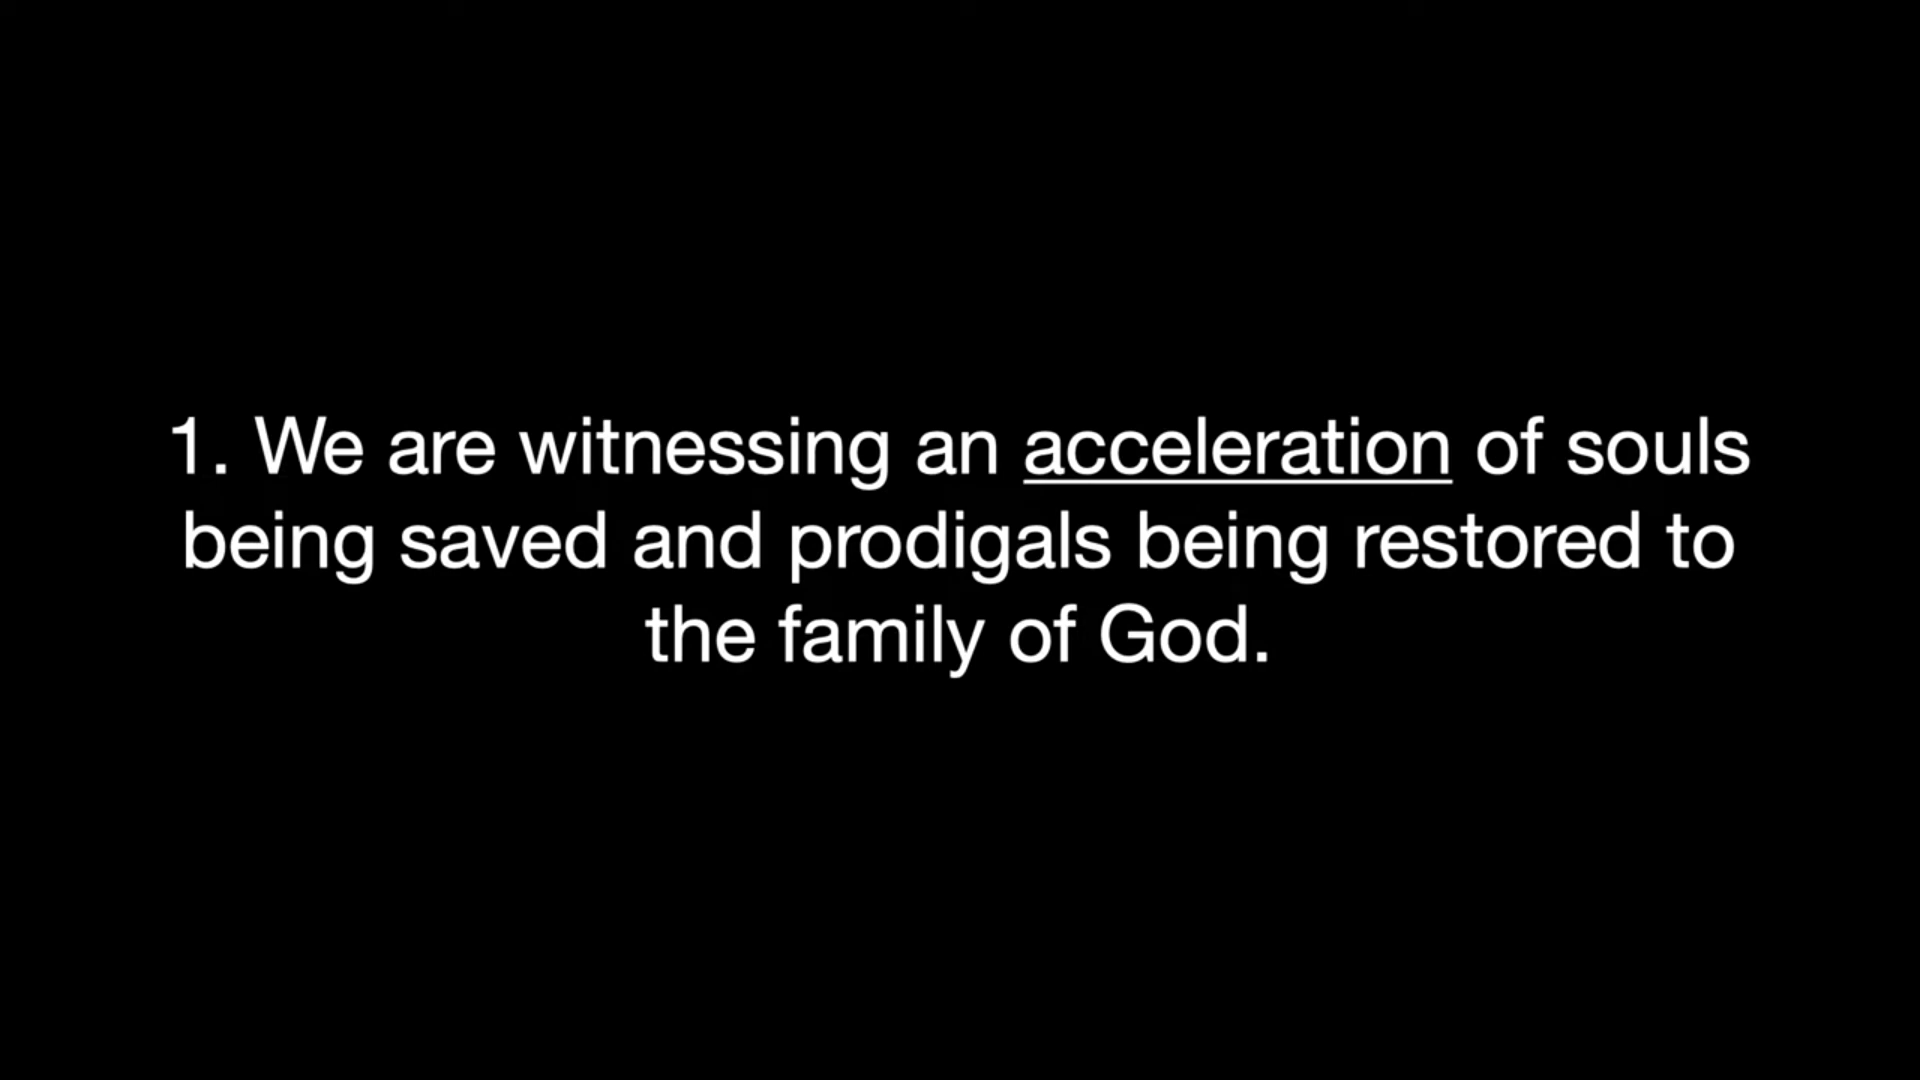 1. We are witnessing an acceleration of souls
being saved and prodigals being restored to
the family of God.